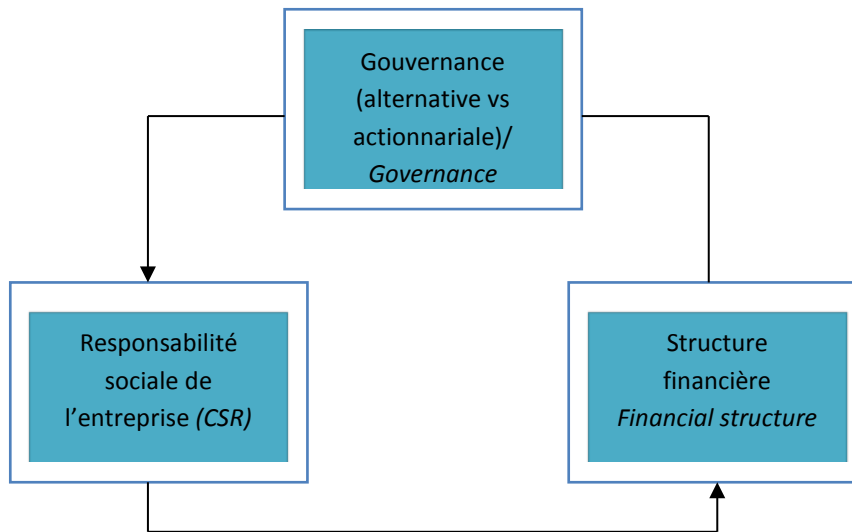 Gouvernance
(alternative vs
actionnariale)/
Governance
Responsabilité
sociale de
l’entreprise (CSR)
Structure
financière
Financial structure